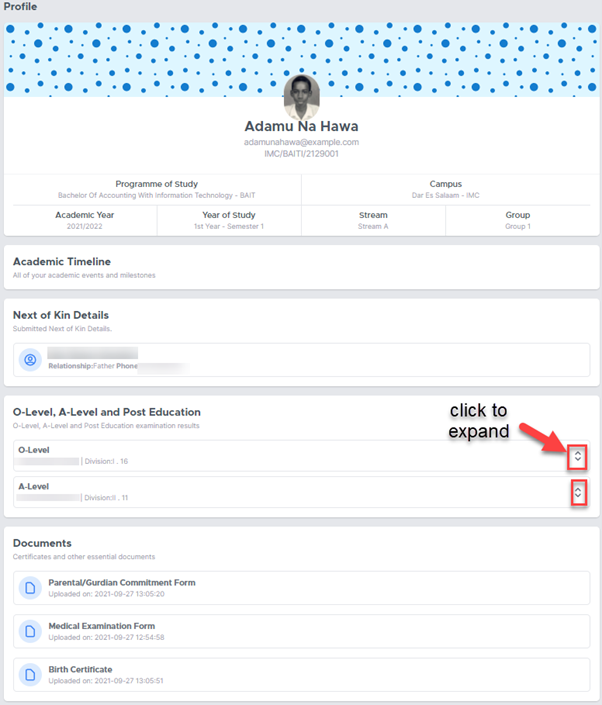 Profile
Adamu Na Hawa
adamunahawa@example.com
IMC/BAITI/2129001
Programme of Study
Bachelor Of Accounting With Information Technology - BAIT
Campus
Dar Es Salaam - IMC
Academic Year
2021/2022
Year of Study
1st Year - Semester 1
Stream
Stream A
Group
Group 1
Academic Timeline
All of your academic events and milestones
Next of Kin Details
Submitted Next of Kin Details.
Relationship:Father Phone
O-Level, A-Level and Post Education
O-Level, A-Level and Post Education examination results
click to
expand
O-Level
| Division:I . 16
A-Level
| Division:II . 11
Documents
Certificates and other essential documents
Parental/Gurdian Commitment Form
Uploaded on: 2021-09-27 13:05:20
Medical Examination Form
Uploaded on: 2021-09-27 12:54:58
Birth Certificate
Uploaded on: 2021-09-27 13:05:51